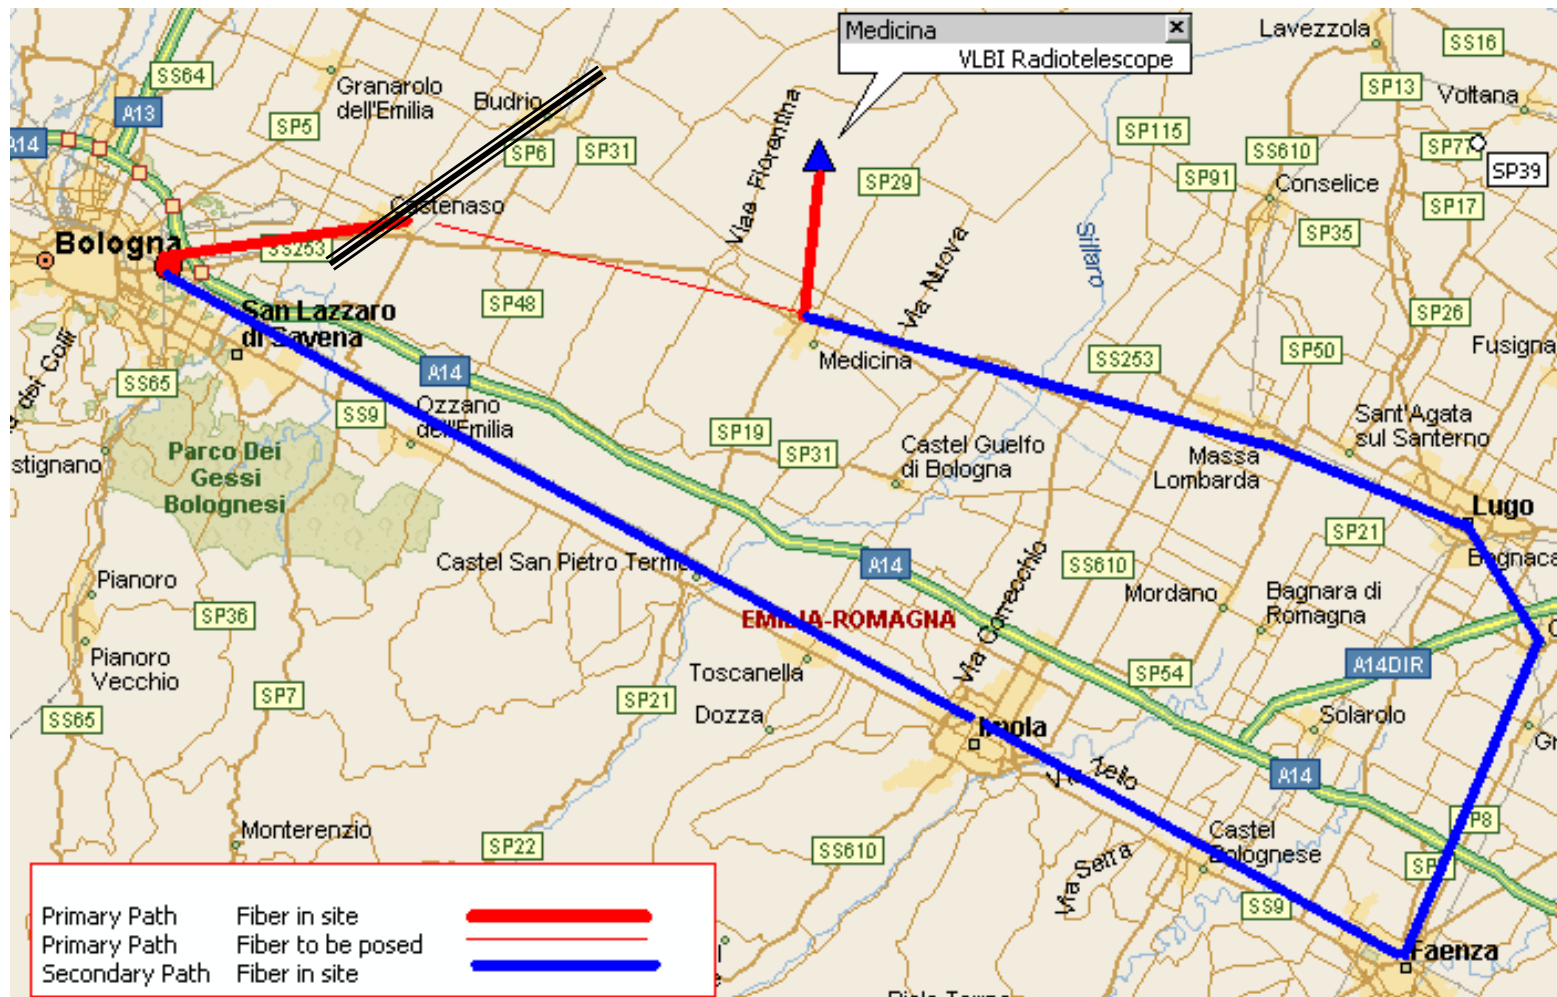 Medicina
VLBI Radiotelescope
Lavezzola
SS16
SS64
Granarolo
dell'Emilia
Budrio
SP13
Voltana
A13
A14
SP5
SP6
SP31
Viae Florentina
SP115
SS610
SP77
SP39
SP29
SP91
Conselice
SP17
Castenaso
SP35
Bologna
SS253
Via Nuova
Sillaro
SP48
San Lazzaro
di Savena
SP26
Medicina
SS253
SP50
Fusigna
dei Colli
SS65
A14
SS9
Ozzano
dell'Emilia
Parco Dei
Gessi
Bolognesi
stignano
SP19
SP31
Castel Guelfo
di Bologna
Sant'Agata
sul Santerno
Massa
Lombarda
Lugo
SP21
Bagnaca
Castel San Pietro Terme
A14
Via Correcchio
SS610
Mordano
Bagnara di
Romagna
Pianoro
SP36
EMILIA-ROMAGNA
Pianoro
Vecchio
SP7
SS65
Toscanella
SP21
Dozza
SP54
A14DIR
Solarolo
Gr
Imola
A14
Monterenzio
SP22
SS610
Via Serra
Castel
Bolognese
SP8
SS9
Faenza
Primary Path Fiber in site
Primary Path Fiber to be posed
Secondary Path Fiber in site